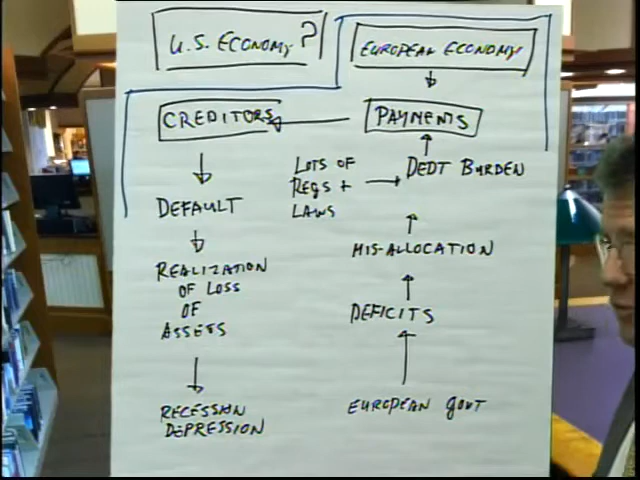 U.S. ECONOMY?
EUROPEAN ECONOMY
CREDITORS
PAYMENTS
LOTS OF
REGS +
LAWS
DEDT BURDEN
DEFAULT
MIS-ALLOCATION
REALIZATION
OF LOSS
OF
ASSETS
DEFICITS
RECESSION
DEPRESSION
EUROPEAN GOVT